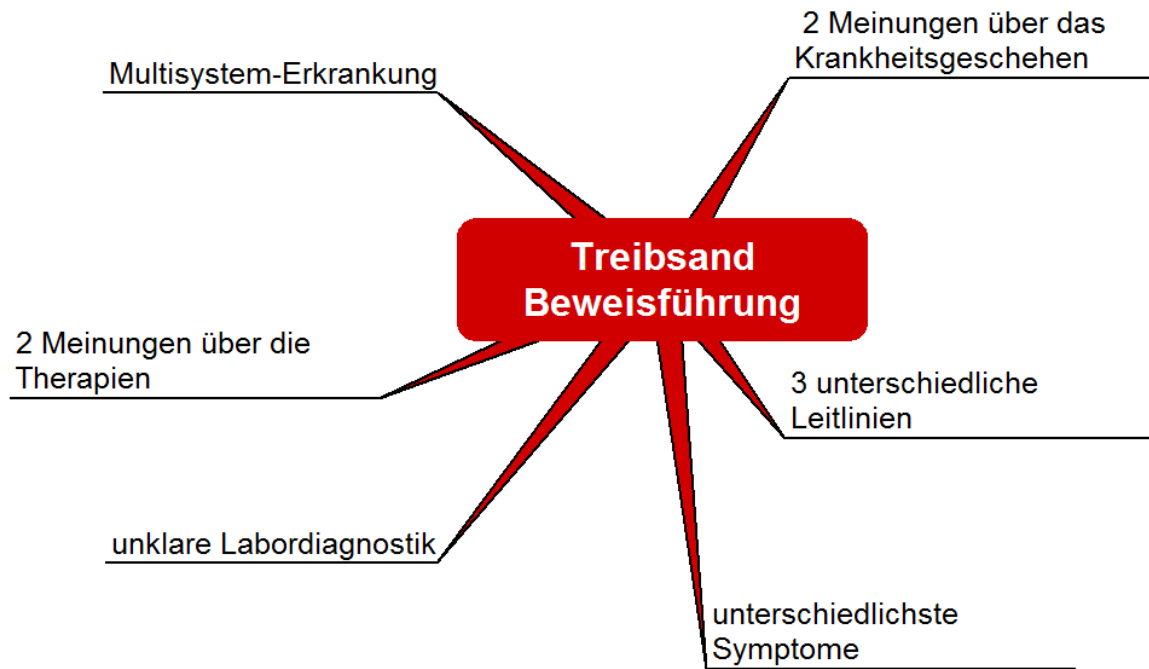 2 Meinungen über das
Krankheitsgeschehen
Multisystem-Erkrankung
Treibsand
Beweisführung
2 Meinungen über die
Therapien
3 unterschiedliche
Leitlinien
unklare Labordiagnostik
unterschiedlichste
Symptome